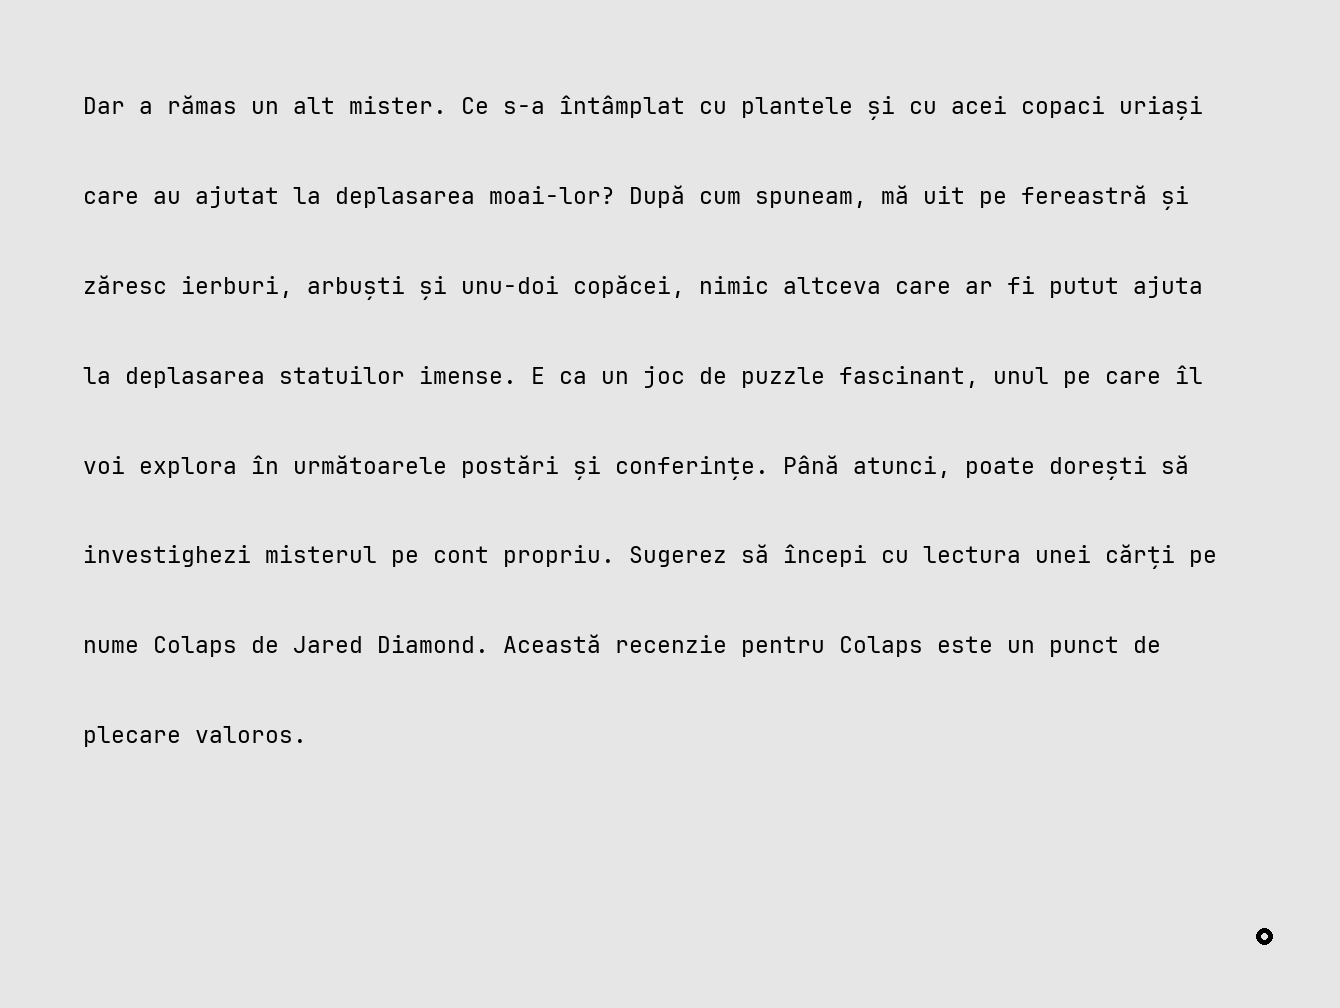 Dar a rămas un alt mister. Ce s-a întâmplat cu plantele și cu acei copaci uriași
care au ajutat la deplasarea moai-lor? După cum spuneam, mă uit pe fereastră și
zăresc ierburi, arbuști și unu-doi copăcei, nimic altceva care ar fi putut ajuta
la deplasarea statuilor imense. E ca un joc de puzzle fascinant, unul pe care îl
voi explora în următoarele postări și conferințe. Până atunci, poate dorești să
investighezi misterul pe cont propriu. Sugerez să începi cu lectura unei cărți pe
nume Colaps de Jared Diamond. Această recenzie pentru Colaps este un punct de
plecare valoros.